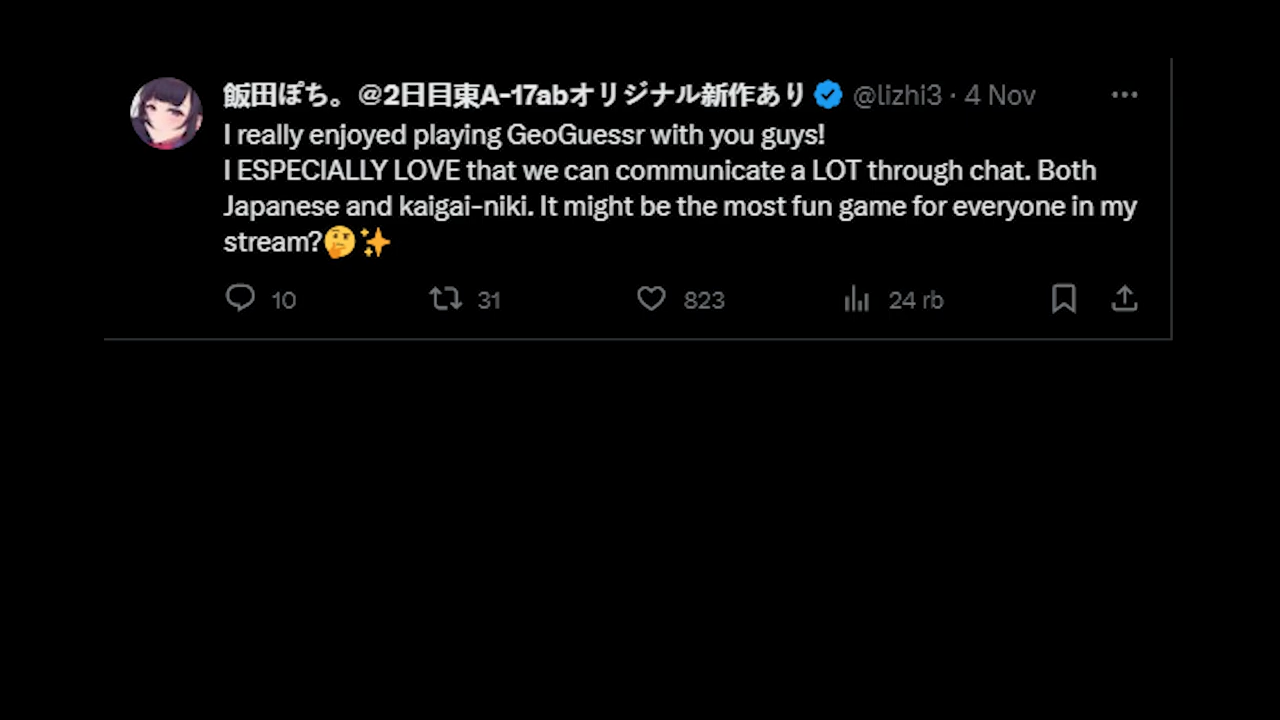 飯田ぽち。@2日目東A-17abオリジナル新作あり @lizhi3 · 4 Nov
I really enjoyed playing GeoGuessr with you guys!
I ESPECIALLY LOVE that we can communicate a LOT through chat. Both
Japanese and kaigai-niki. It might be the most fun game for everyone in my
stream?🤔✨
10 31 823 24 rb